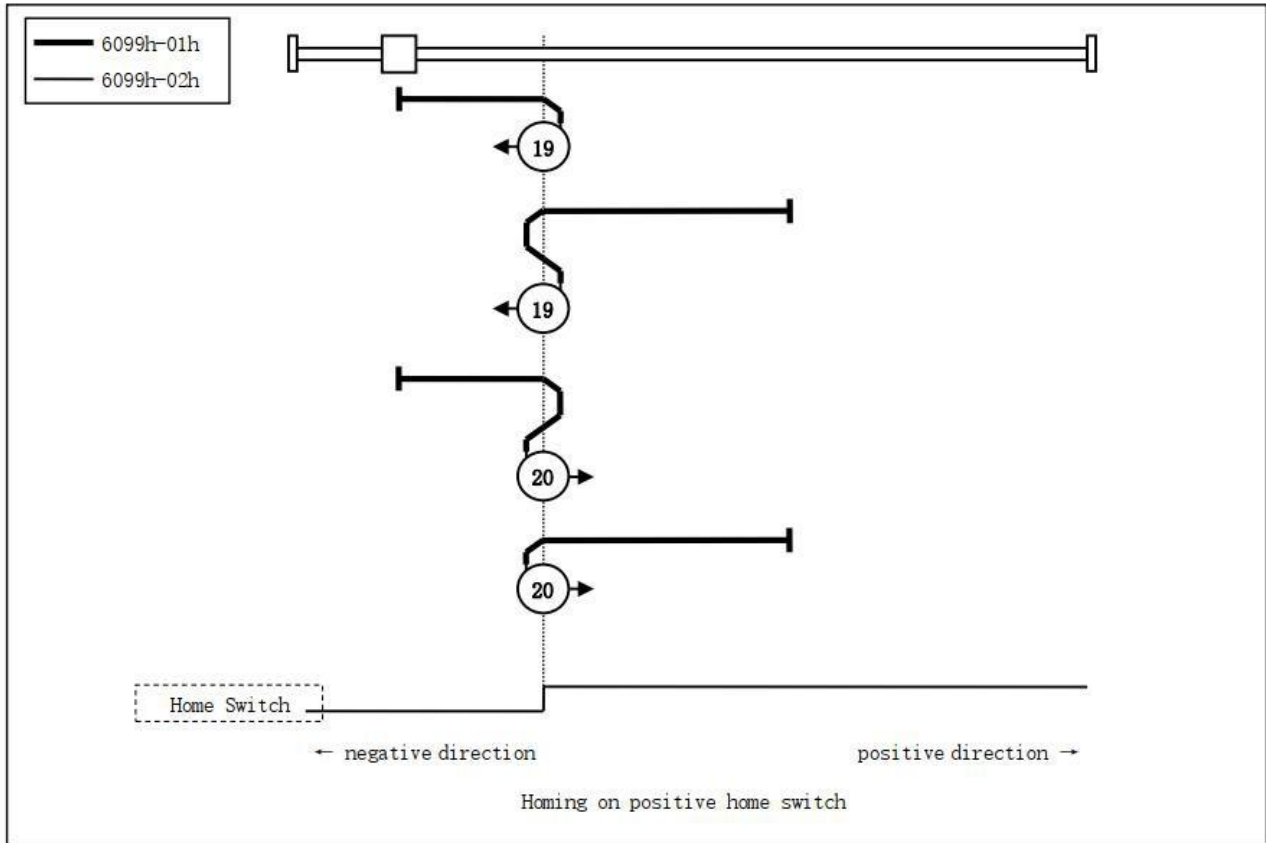 6099h-01h
6099h-02h
19
19
20
20
Home Switch
← negative direction
positive direction →
Homing on positive home switch